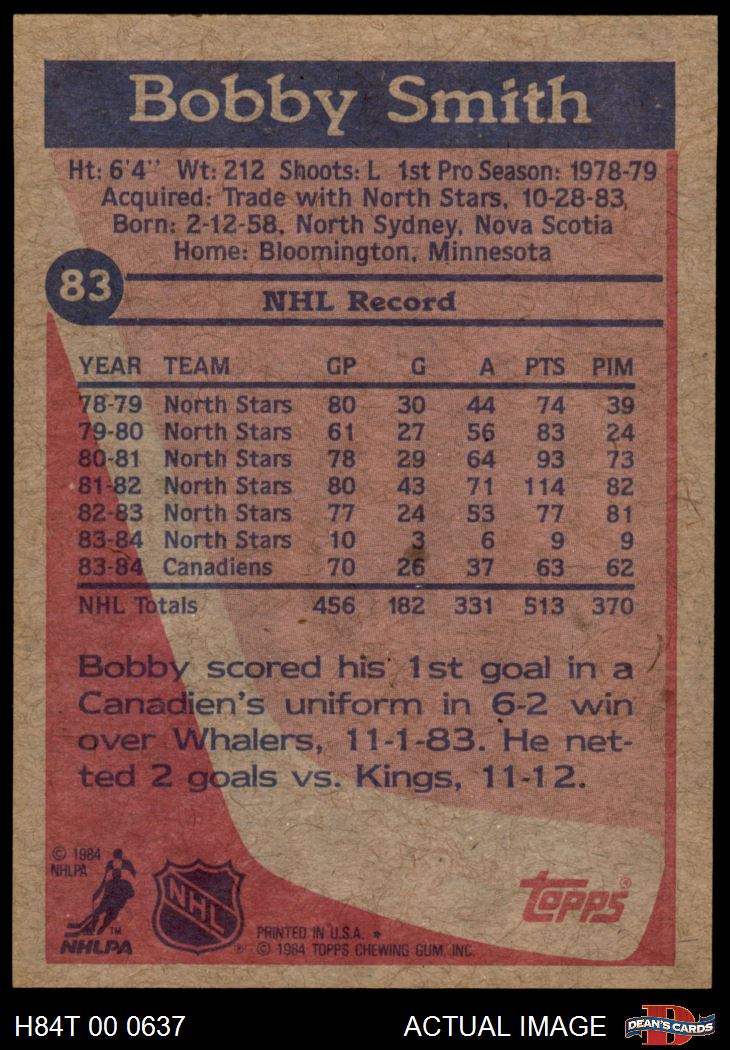 Bobby Smith
Ht: 6'4" Wt: 212 Shoots: L 1st Pro Season: 1978-79
Acquired: Trade with North Stars, 10-28-83,
Born: 2-12-58, North Sydney, Nova Scotia
Home: Bloomington, Minnesota
83
NHL Record
YEAR TEAM GP G A PTS PIM
78-79 North Stars 80 30 44 74 39
79-80 North Stars 61 27 56 83 24
80-81 North Stars 78 29 64 93 73
81-82 North Stars 80 43 71 114 82
82-83 North Stars 77 24 53 77 81
83-84 North Stars 10 3 6 9 9
83-84 Canadiens 70 26 37 63 62
NHL Totals 456 182 331 513 370
Bobby scored his 1st goal in a
Canadien's uniform in 6-2 win
over Whalers, 11-1-83. He net-
ted 2 goals vs. Kings, 11-12.
© 1984
NHLPA
TM
NHLPA
NHL
®
PRINTED IN U.S.A. *
© 1984 TOPPS CHEWING GUM, INC.
topps®
H84T 00 0637
ACTUAL IMAGE
D
DEAN'S CARDS